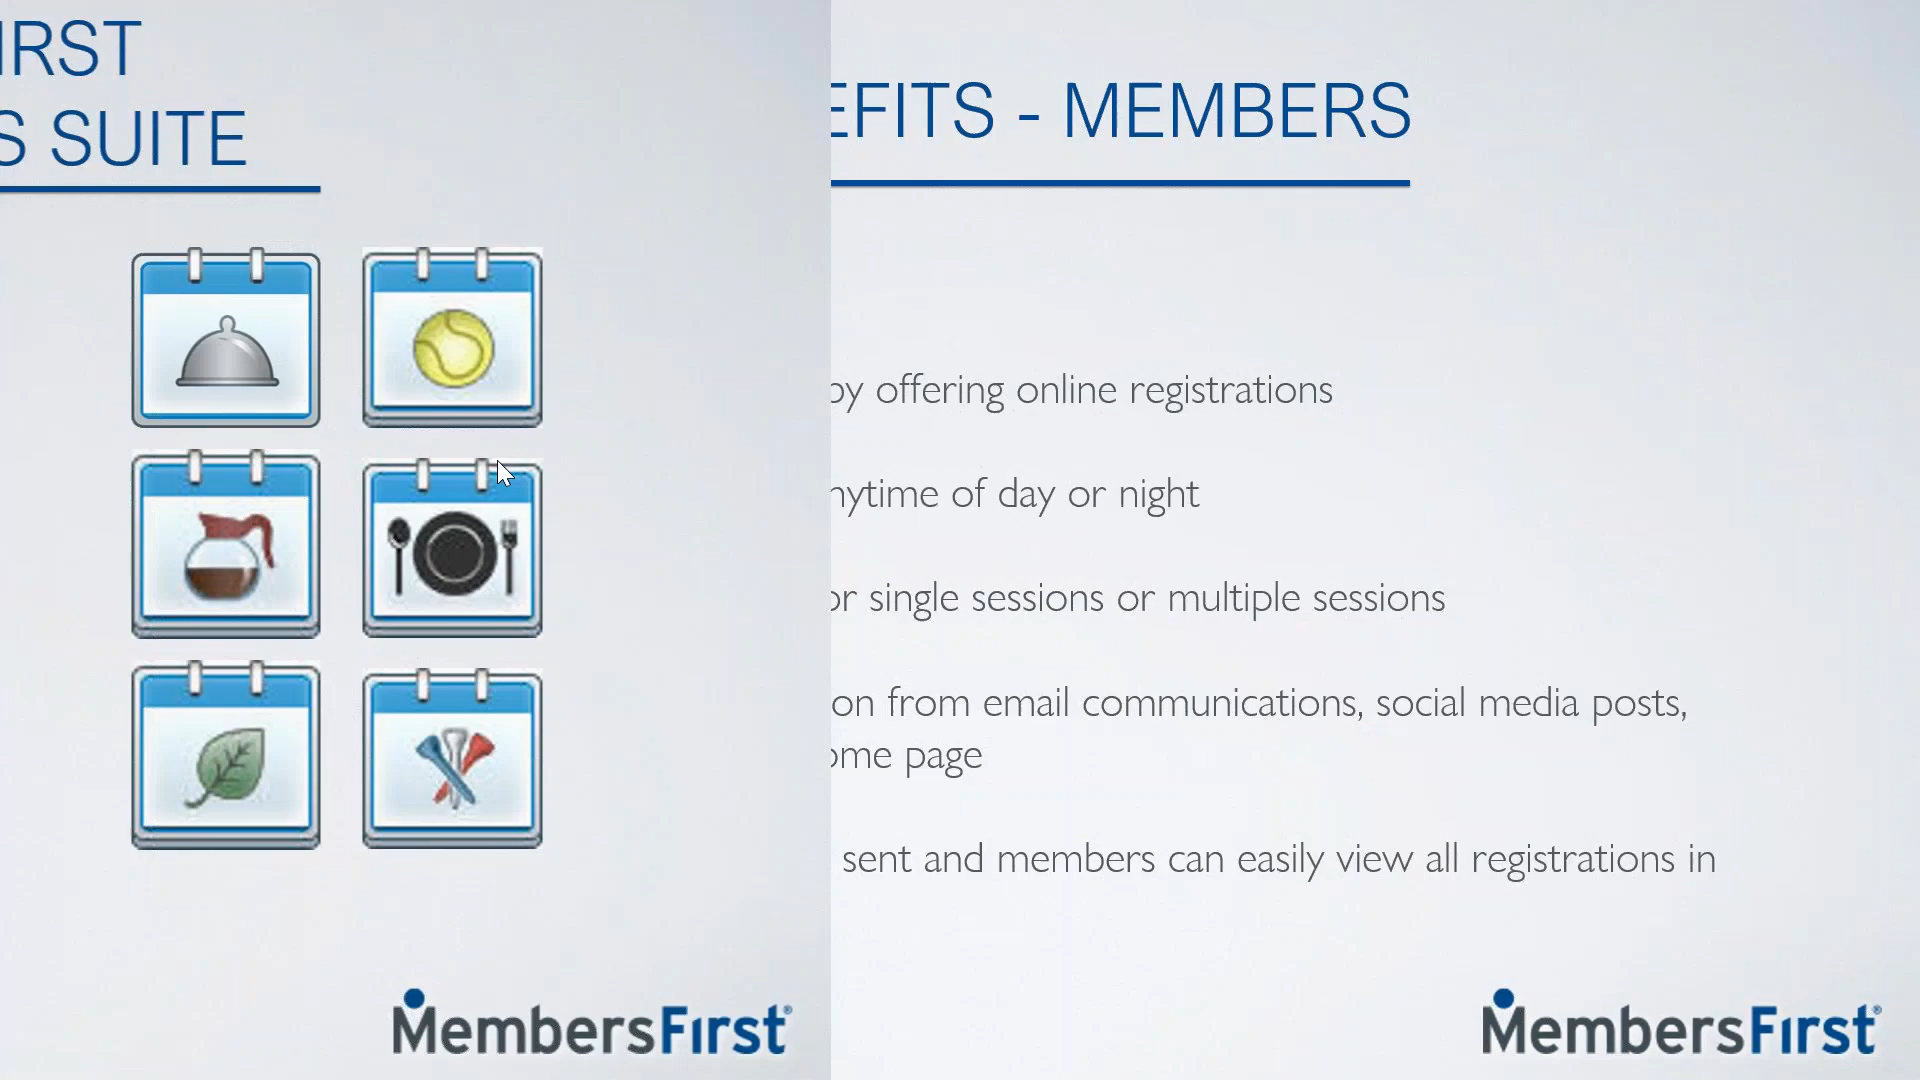 IRST
S SUITE
EFITS - MEMBERS
by offering online registrations
nytime of day or night
or single sessions or multiple sessions
on from email communications, social media posts,
ome page
sent and members can easily view all registrations in
MembersFirst®
MembersFirst®